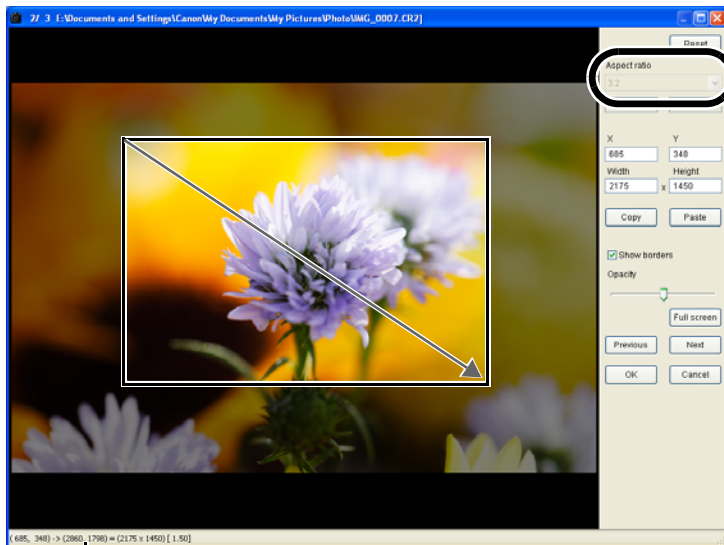 2/ 3 E:\Documents and Settings\Canon\My Documents\My Pictures\Photo\IMG_0007.CR2]
Reset
Aspect ratio
3:2
X Y
685 348
Width Height
2175 x 1450
Copy Paste
Show borders
Opacity
Full screen
Previous Next
OK Cancel
( 685, 348) -> (2860, 1798) = (2175 x 1450) [ 1.50]